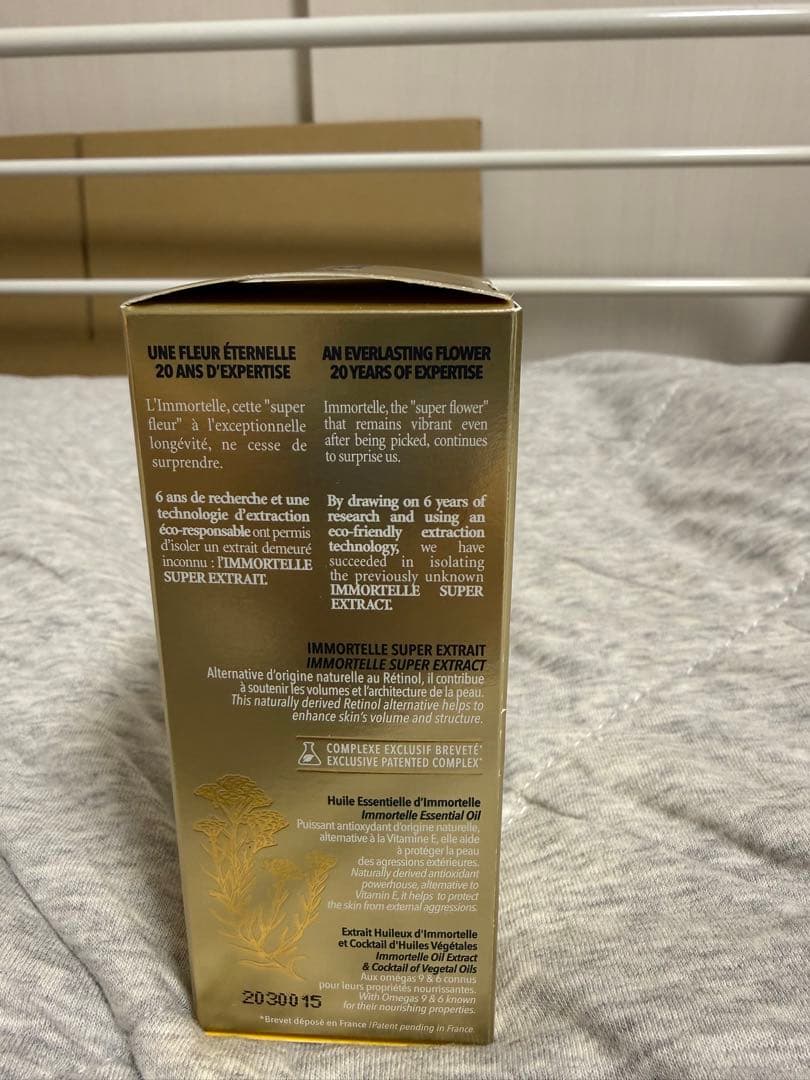 UNE FLEUR ÉTERNELLE
20 ANS D'EXPERTISE
L'Immortelle, cette "super
fleur" à l'exceptionnelle
longévité, ne cesse de
surprendre.
6 ans de recherche et une
technologie d'extraction
éco-responsable ont permis
d'isoler un extrait demeuré
inconnu : l'IMMORTELLE
SUPER EXTRAIT.
AN EVERLASTING FLOWER
20 YEARS OF EXPERTISE
Immortelle, the "super flower"
that remains vibrant even
after being picked, continues
to surprise us.
By drawing on 6 years of
research and using an
eco-friendly extraction
technology, we have
succeeded in isolating
the previously unknown
IMMORTELLE SUPER
EXTRACT.
IMMORTELLE SUPER EXTRAIT
IMMORTELLE SUPER EXTRACT
Alternative d'origine naturelle au Rétinol, il contribue
à soutenir les volumes et l'architecture de la peau.
This naturally derived Retinol alternative helps to
enhance skin's volume and structure.
COMPLEXE EXCLUSIF BREVETÉ*
EXCLUSIVE PATENTED COMPLEX*
Huile Essentielle d'Immortelle
Immortelle Essential Oil
Puissant antioxydant d'origine naturelle,
alternative à la Vitamine E, elle aide
à protéger la peau
des agressions extérieures.
Naturally derived antioxidant
powerhouse, alternative to
Vitamin E, it helps to protect
the skin from external aggressions.
Extrait Huileux d'Immortelle
et Cocktail d'Huiles Végétales
Immortelle Oil Extract
& Cocktail of Vegetal Oils
Aux omégas 9 & 6 connus
pour leurs propriétés nourrissantes.
With Omegas 9 & 6 known
for their nourishing properties.
2030015
*Brevet déposé en France / Patent pending in France.